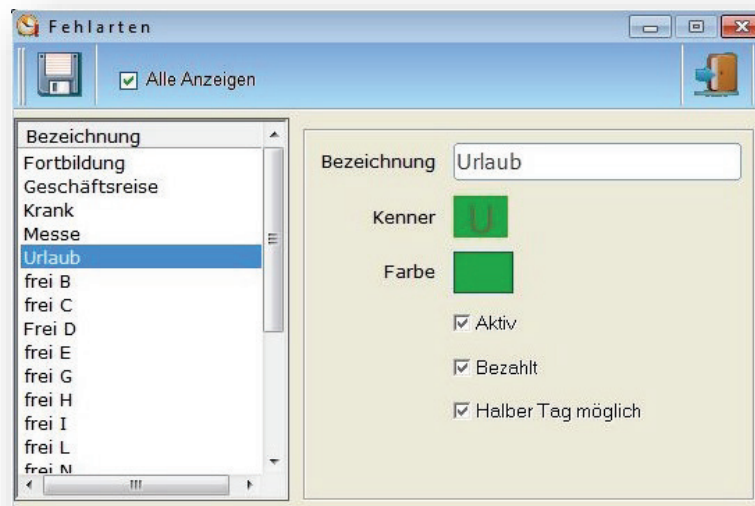 Fehlarten
Alle Anzeigen
Bezeichnung
Fortbildung
Geschäftsreise
Krank
Messe
Urlaub
frei B
frei C
Frei D
frei E
frei G
frei H
frei I
frei L
frei N
Bezeichnung Urlaub
Kenner U
Farbe
Aktiv
Bezahlt
Halber Tag möglich